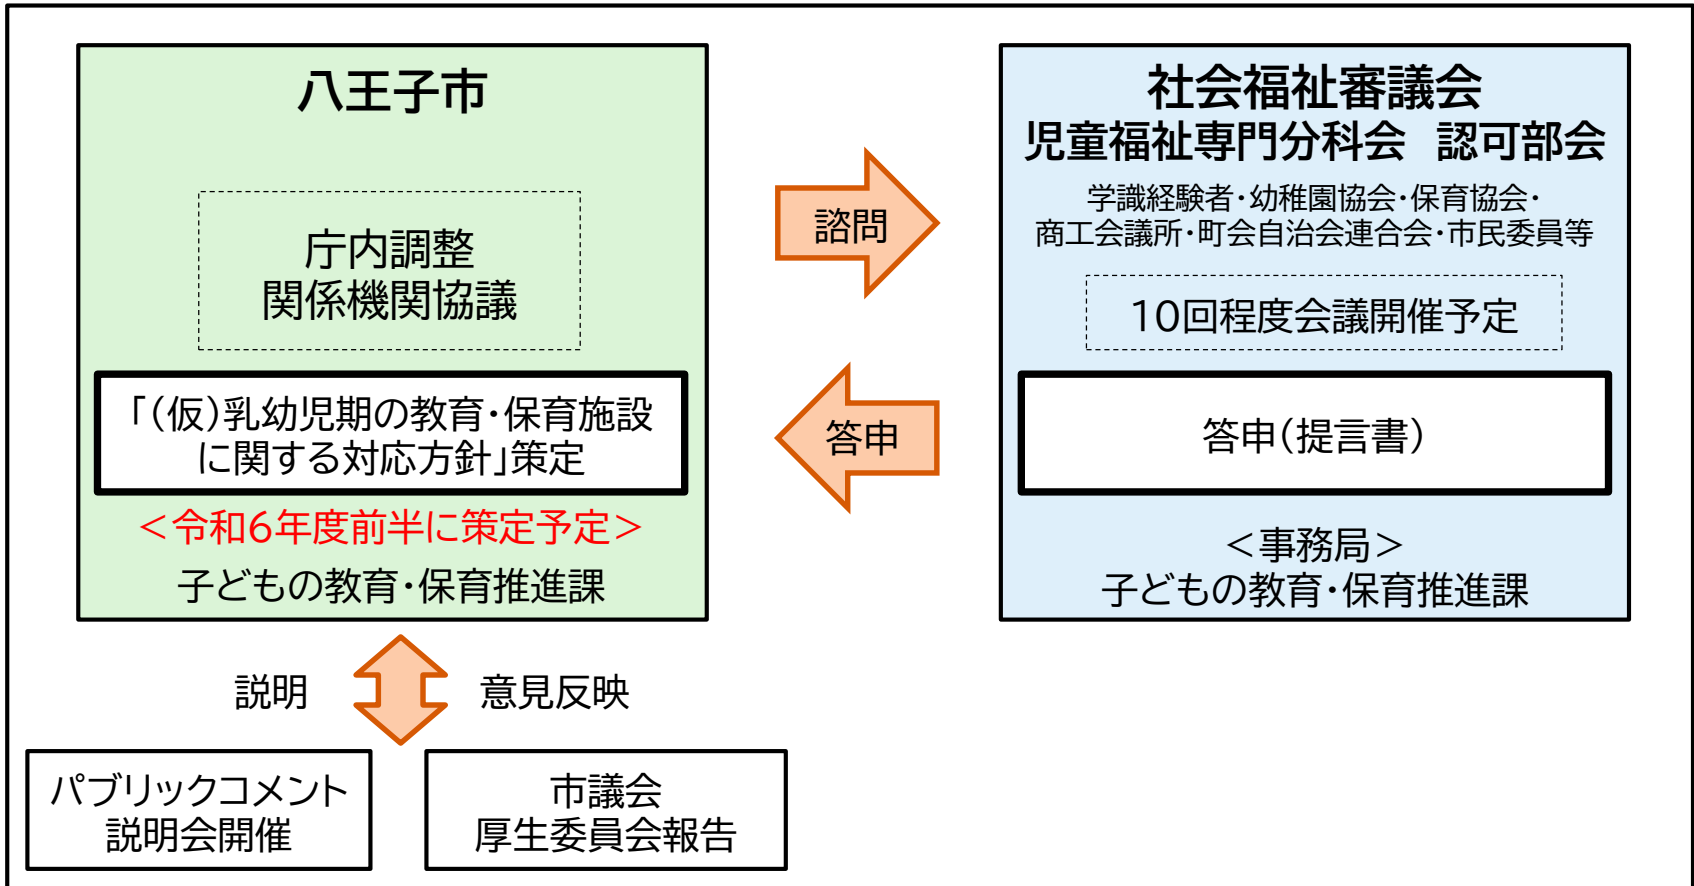 八王子市
庁内調整
関係機関協議
「(仮)乳幼児期の教育・保育施設
に関する対応方針」策定
＜令和6年度前半に策定予定＞
子どもの教育・保育推進課
諮問
答申
社会福祉審議会
児童福祉専門分科会　認可部会
学識経験者・幼稚園協会・保育協会・
商工会議所・町会自治会連合会・市民委員等
10回程度会議開催予定
答申(提言書)
＜事務局＞
子どもの教育・保育推進課
説明
意見反映
パブリックコメント
説明会開催
市議会
厚生委員会報告